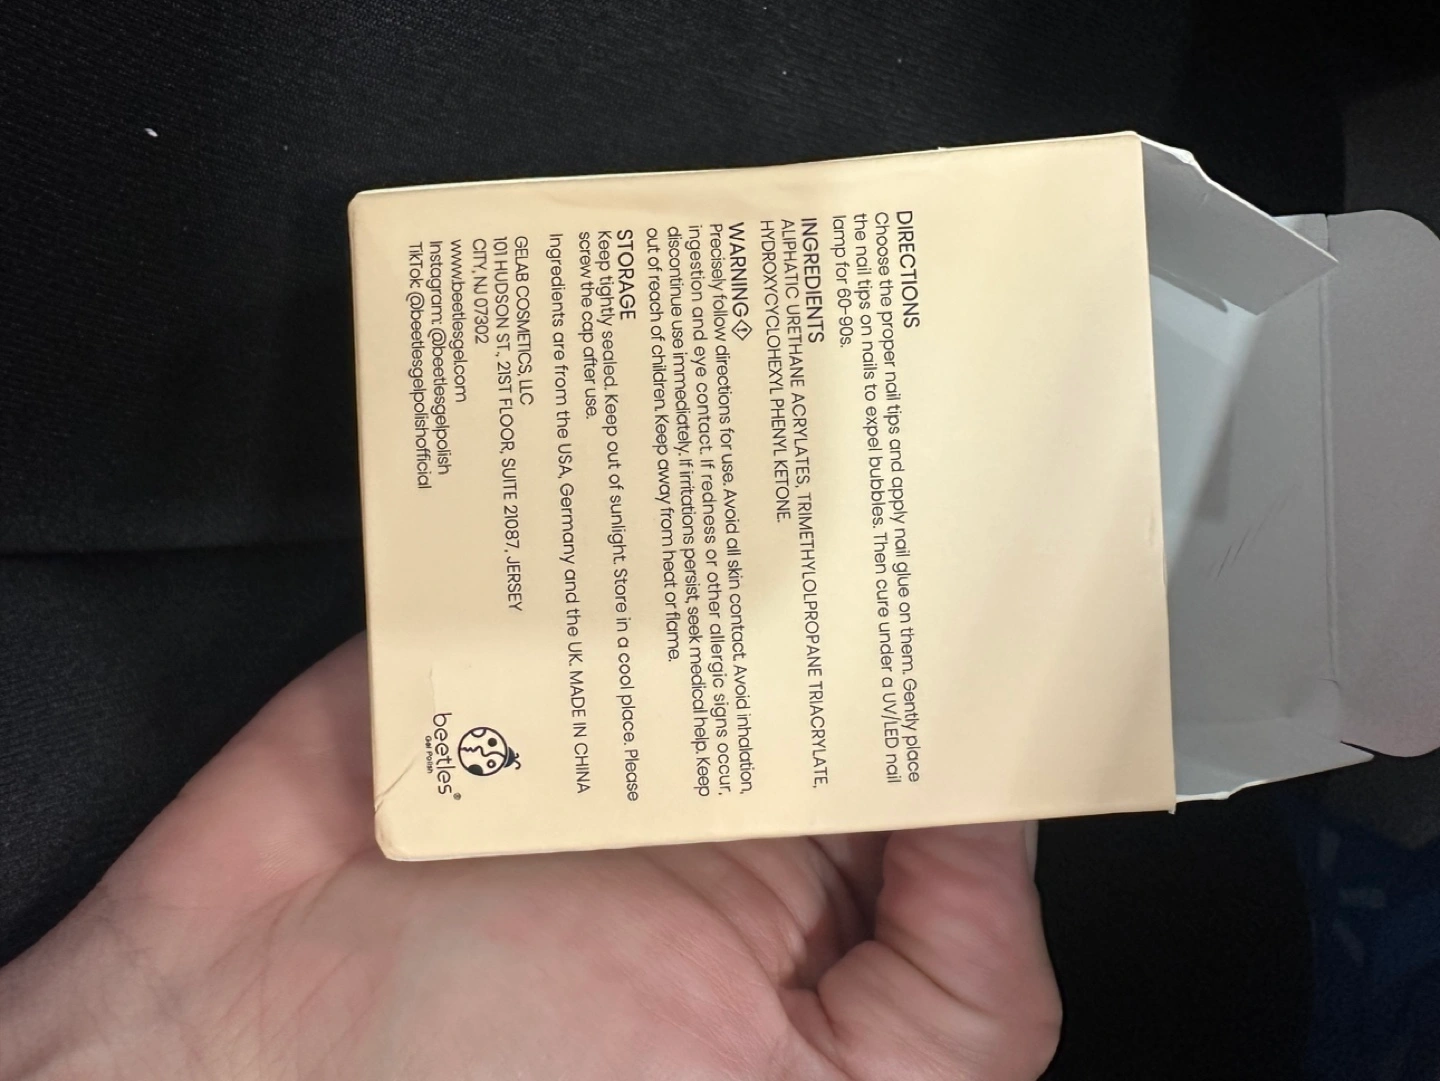 DIRECTIONS
Choose the proper nail tips and apply nail glue on them. Gently place
the nail tips on nails to expel bubbles. Then cure under a UV/LED nail
lamp for 60-90s.
INGREDIENTS
ALIPHATIC URETHANE ACRYLATES, TRIMETHYLOLPROPANE TRIACRYLATE,
HYDROXYCYCLOHEXYL PHENYL KETONE.
WARNING
Precisely follow directions for use. Avoid all skin contact. Avoid inhalation,
ingestion and eye contact. If redness or other allergic signs occur,
discontinue use immediately. If irritations persist, seek medical help. Keep
out of reach of children. Keep away from heat or flame.
STORAGE
Keep tightly sealed. Keep out of sunlight. Store in a cool place. Please
screw the cap after use.
Ingredients are from the USA, Germany and the UK. MADE IN CHINA
GELAB COSMETICS, LLC
101 HUDSON ST., 21ST FLOOR, SUITE 21087, JERSEY
CITY, NJ 07302
www.beetlesgel.com
Instagram: @beetlesgelpolish
TikTok: @beetlesgelpolishofficial
beetles®
Gel Polish